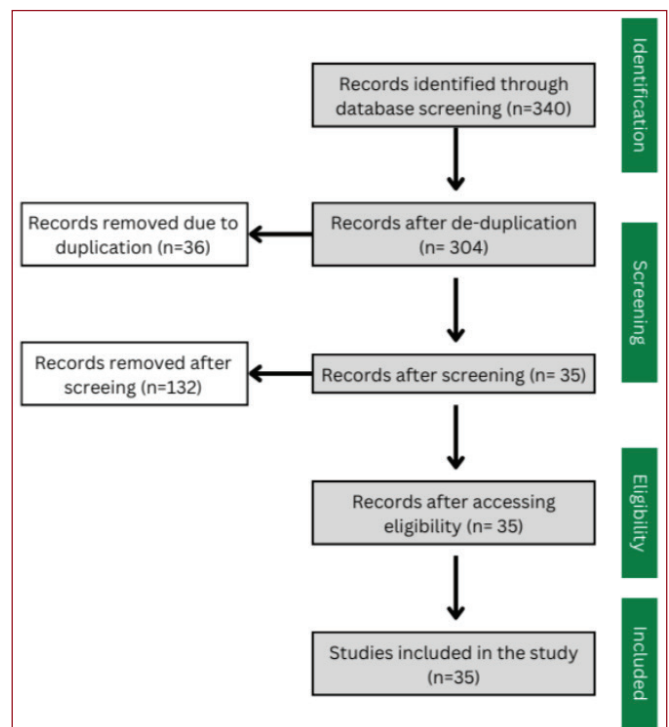 Records identified through
database screening (n=340)
Identification
Records removed due to
duplication (n=36)
Records after de-duplication
(n= 304)
Screening
Records removed after
screeing (n=132)
Records after screening (n= 35)
Records after accessing
eligibility (n= 35)
Eligibility
Studies included in the study
(n=35)
Included